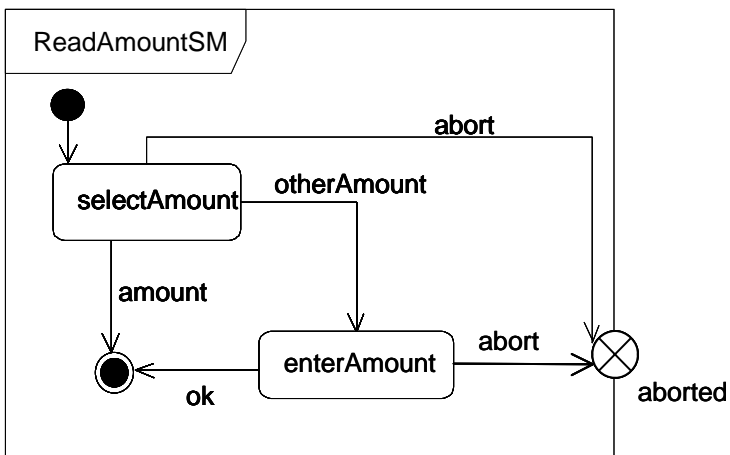 ReadAmountSM
abort
otherAmount
selectAmount
amount
abort
enterAmount
aborted
ok